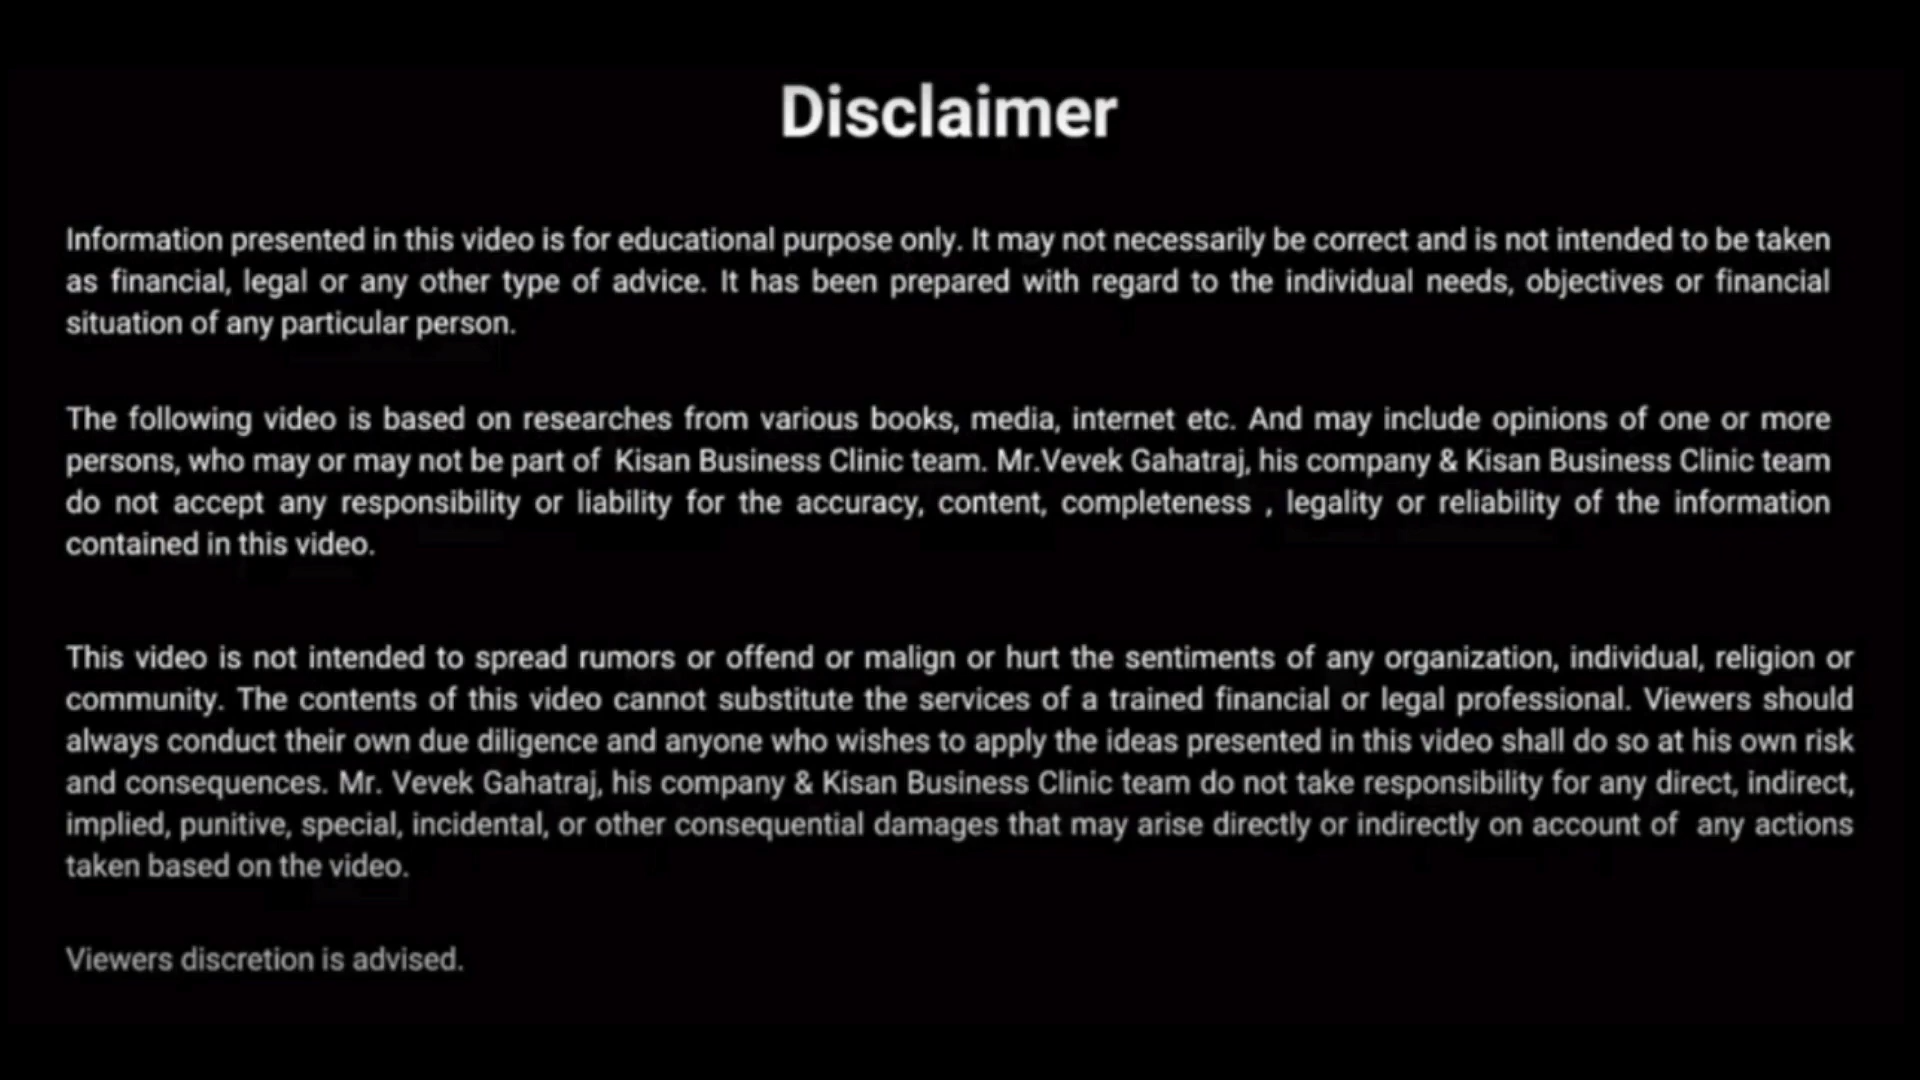 Disclaimer
Information presented in this video is for educational purpose only. It may not necessarily be correct and is not intended to be taken
as financial, legal or any other type of advice. It has been prepared with regard to the individual needs, objectives or financial
situation of any particular person.
The following video is based on researches from various books, media, internet etc. And may include opinions of one or more
persons, who may or may not be part of Kisan Business Clinic team. Mr.Vevek Gahatraj, his company & Kisan Business Clinic team
do not accept any responsibility or liability for the accuracy, content, completeness , legality or reliability of the information
contained in this video.
This video is not intended to spread rumors or offend or malign or hurt the sentiments of any organization, individual, religion or
community. The contents of this video cannot substitute the services of a trained financial or legal professional. Viewers should
always conduct their own due diligence and anyone who wishes to apply the ideas presented in this video shall do so at his own risk
and consequences. Mr. Vevek Gahatraj, his company & Kisan Business Clinic team do not take responsibility for any direct, indirect,
implied, punitive, special, incidental, or other consequential damages that may arise directly or indirectly on account of any actions
taken based on the video.
Viewers discretion is advised.